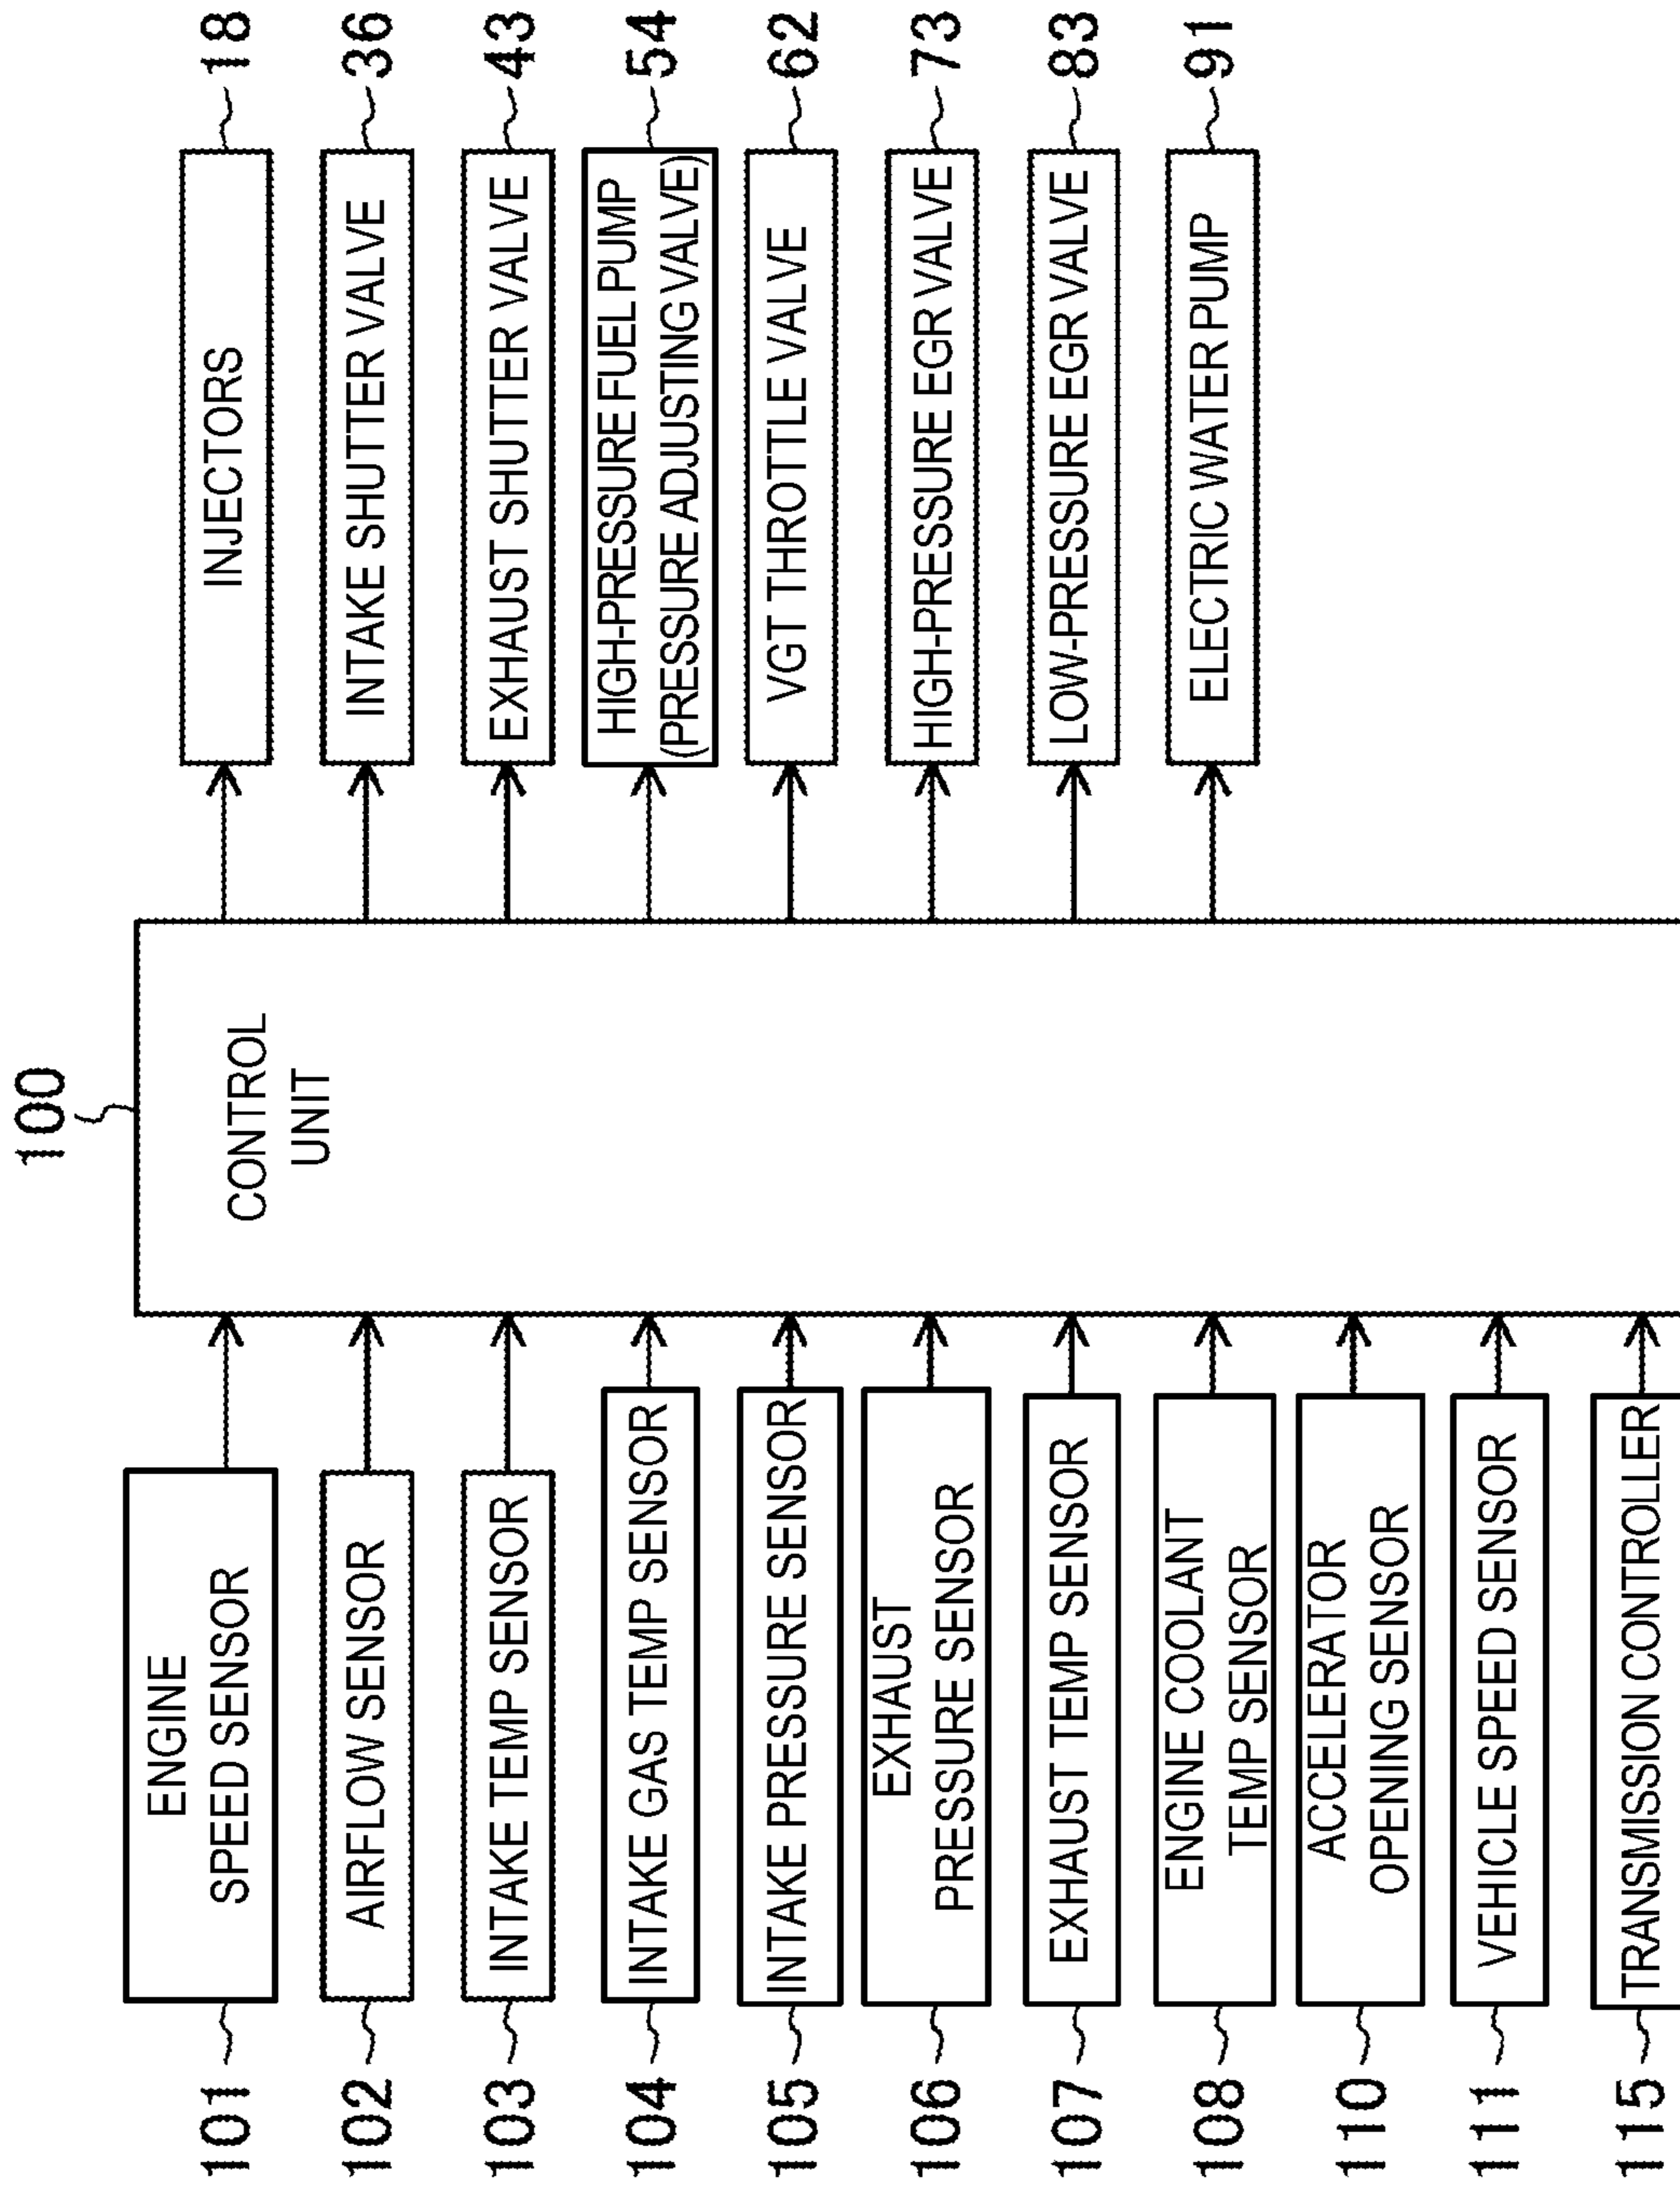 100
CONTROL
UNIT
101
ENGINE
SPEED SENSOR
102
AIRFLOW SENSOR
103
INTAKE TEMP SENSOR
104
INTAKE GAS TEMP SENSOR
105
INTAKE PRESSURE SENSOR
106
EXHAUST
PRESSURE SENSOR
107
EXHAUST TEMP SENSOR
108
ENGINE COOLANT
TEMP SENSOR
110
ACCELERATOR
OPENING SENSOR
111
VEHICLE SPEED SENSOR
115
TRANSMISSION CONTROLLER
INJECTORS
18
INTAKE SHUTTER VALVE
36
EXHAUST SHUTTER VALVE
43
HIGH-PRESSURE FUEL PUMP
(PRESSURE ADJUSTING VALVE)
54
VGT THROTTLE VALVE
62
HIGH-PRESSURE EGR VALVE
73
LOW-PRESSURE EGR VALVE
83
ELECTRIC WATER PUMP
91